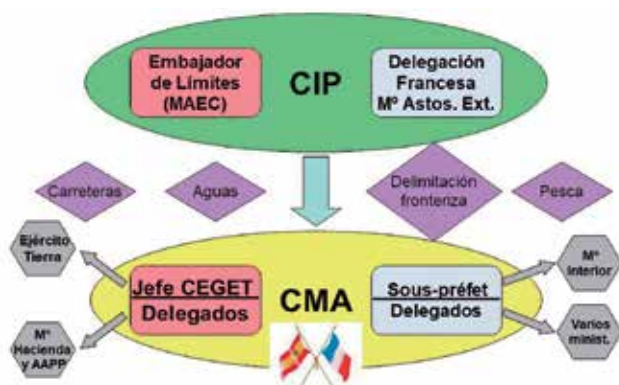 Embajador
de Límites
(MAEC)
CIP
Delegación
Francesa
Mº Astos. Ext.
Carreteras
Aguas
Delimitación
fronteriza
Pesca
Ejército
Tierra
Jefe CEGET
Delegados
CMA
Sous-préfet
Delegados
Mº
Interior
Mº
Hacienda
y AAPP
Varios
minist.